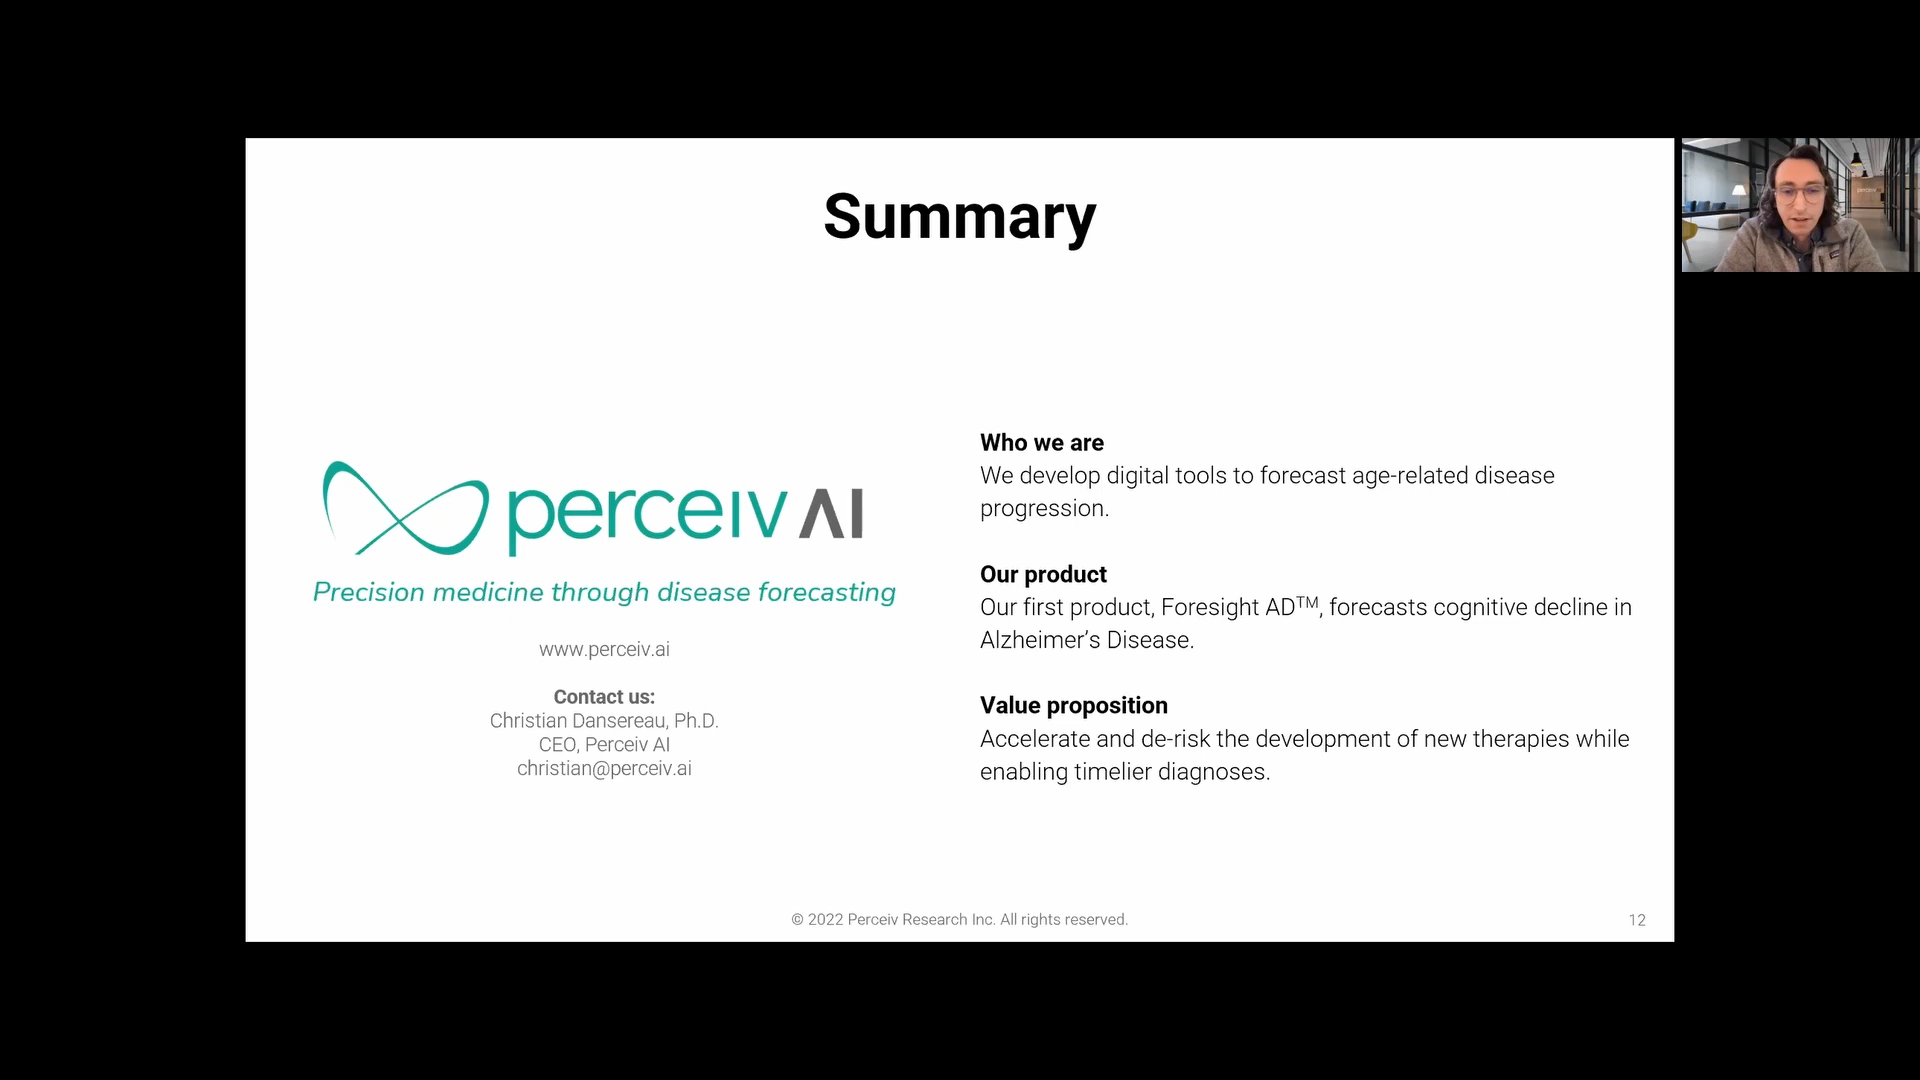 Summary
perceiv AI
Precision medicine through disease forecasting
www.perceiv.ai
Contact us:
Christian Dansereau, Ph.D.
CEO, Perceiv AI
christian@perceiv.ai
Who we are
We develop digital tools to forecast age-related disease
progression.
Our product
Our first product, Foresight AD™, forecasts cognitive decline in
Alzheimer’s Disease.
Value proposition
Accelerate and de-risk the development of new therapies while
enabling timelier diagnoses.
© 2022 Perceiv Research Inc. All rights reserved.
12